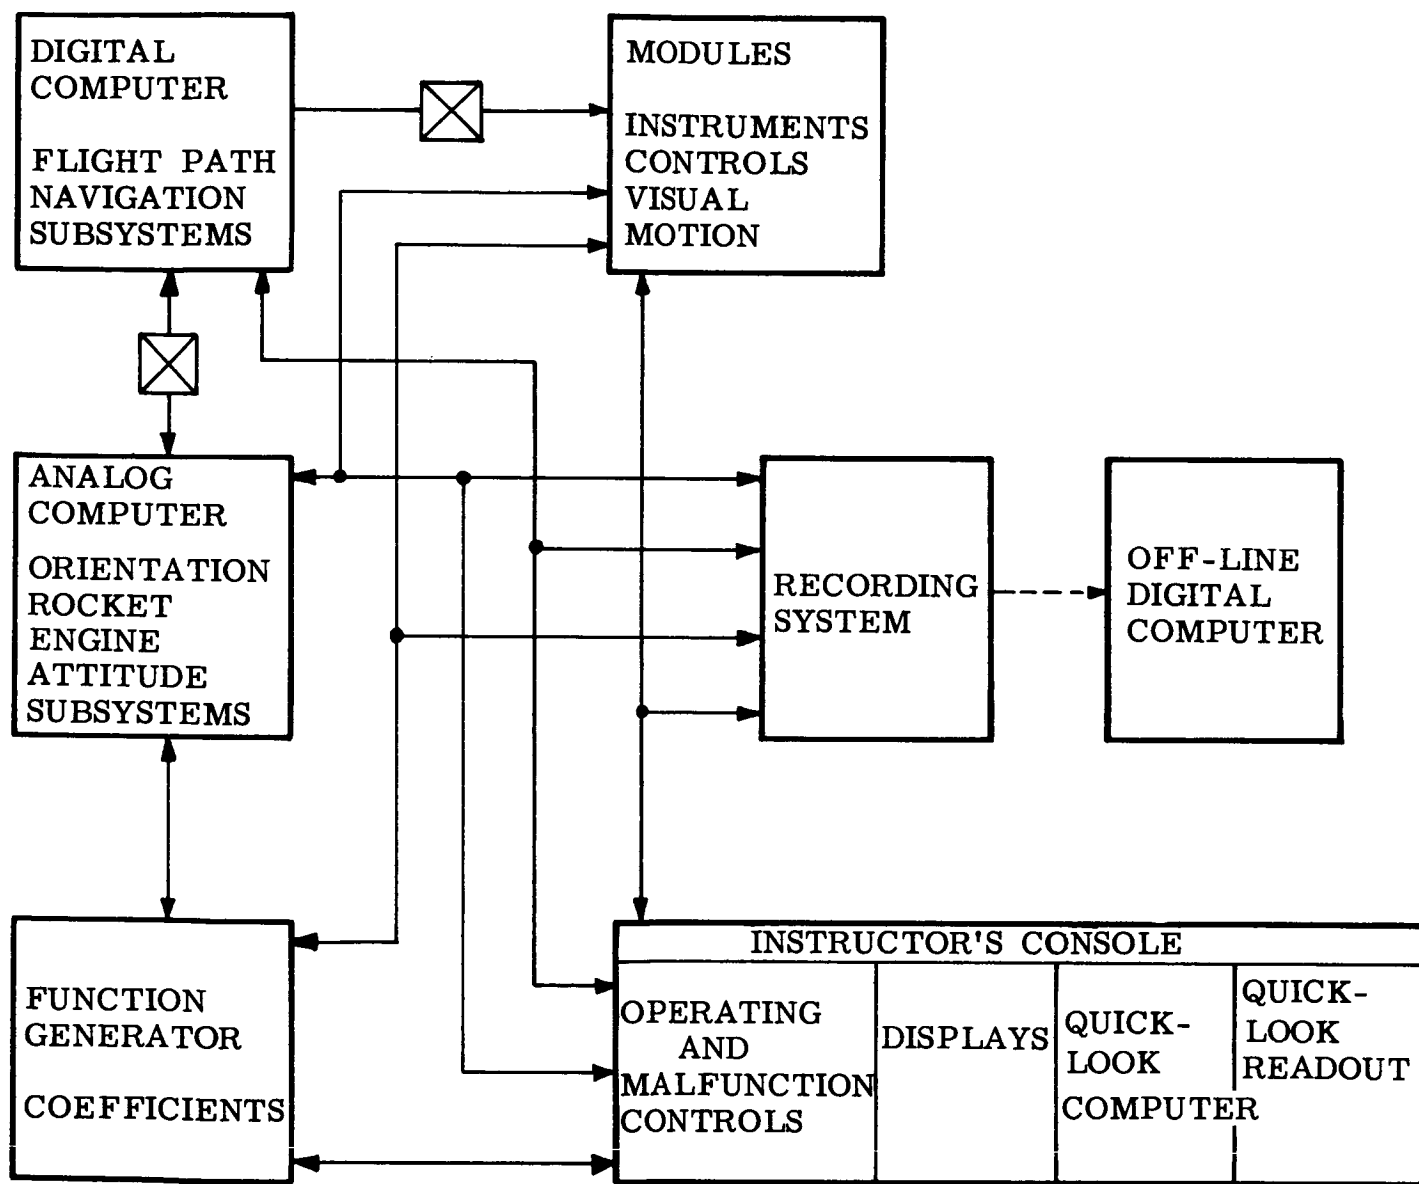 DIGITAL
COMPUTER
FLIGHT PATH
NAVIGATION
SUBSYSTEMS
MODULES
INSTRUMENTS
CONTROLS
VISUAL
MOTION
ANALOG
COMPUTER
ORIENTATION
ROCKET
ENGINE
ATTITUDE
SUBSYSTEMS
RECORDING
SYSTEM
OFF-LINE
DIGITAL
COMPUTER
FUNCTION
GENERATOR
COEFFICIENTS
INSTRUCTOR'S CONSOLE
OPERATING
AND
MALFUNCTION
CONTROLS
DISPLAYS
QUICK-
LOOK
COMPUTER
QUICK-
LOOK
READOUT